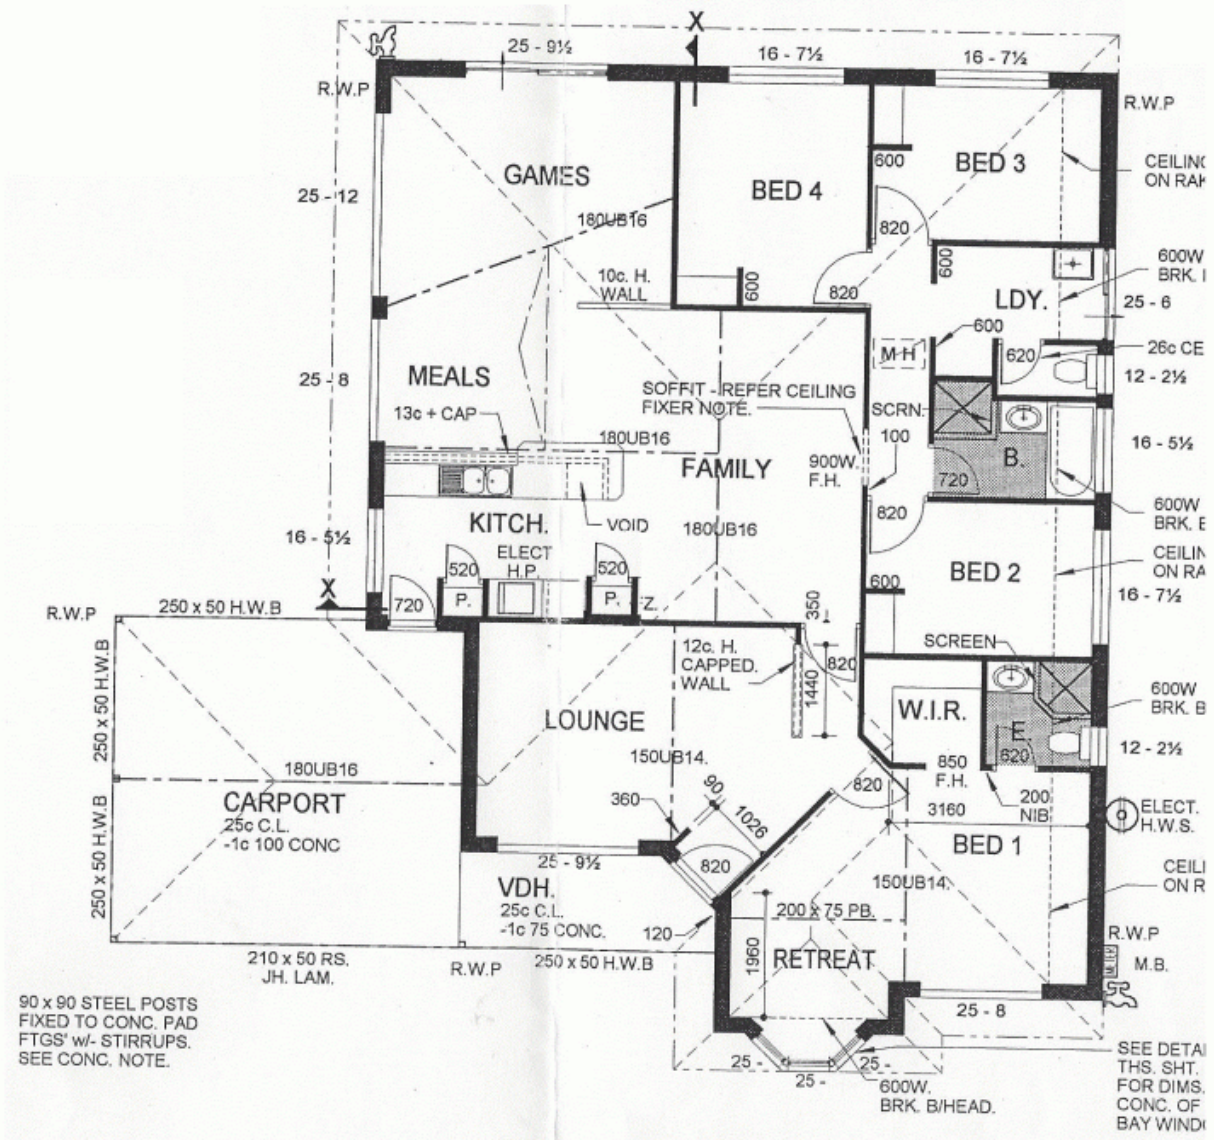 X
25 - 9½
16 - 7½
16 - 7½
R.W.P
R.W.P
600
BED 3
CEILING
ON RAK
GAMES
BED 4
25 - 12
180UB16
820
600W
BRK. I
600
10c. H.
WALL
600
820
LDY.
25 - 6
600
M H
620
26c CE
25 - 8
MEALS
12 - 2½
SOFFIT - REFER CEILING
FIXER NOTE.
13c + CAP
SCRN.
180UB16
100
16 - 5½
FAMILY
900W.
F.H.
B.
720
KITCH.
VOID
180UB16
820
600W
BRK. B
16 - 5½
ELECT
H.P.
CEILIN
ON RA
520
520
BED 2
600
X
P.
P.
FZ.
350
16 - 7½
R.W.P
250 x 50 H.W.B
720
12c. H.
CAPPED.
WALL
SCREEN
820
250 x 50 H.W.B
1440
600W
BRK. B
LOUNGE
W.I.R.
E.
12 - 2½
150UB14.
620
180UB16
850
F.H.
90
820
CARPORT
25c C.L.
-1c 100 CONC
360
1026
3160
200
NIB
ELECT.
H.W.S.
BED 1
250 x 50 H.W.B
25 - 9½
820
CEILI
ON R
VDH.
25c C.L.
-1c 75 CONC.
150UB14.
200 x 75 PB.
120
R.W.P
210 x 50 RS.
JH. LAM.
R.W.P
250 x 50 H.W.B
1960
RETREAT
METER
M.B.
90 x 90 STEEL POSTS
FIXED TO CONC. PAD
FTGS' w/- STIRRUPS.
SEE CONC. NOTE.
25 - 8
25 -
25 -
25 -
600W.
BRK. B/HEAD.
SEE DETAI
THS. SHT.
FOR DIMS.
CONC. OF
BAY WIND